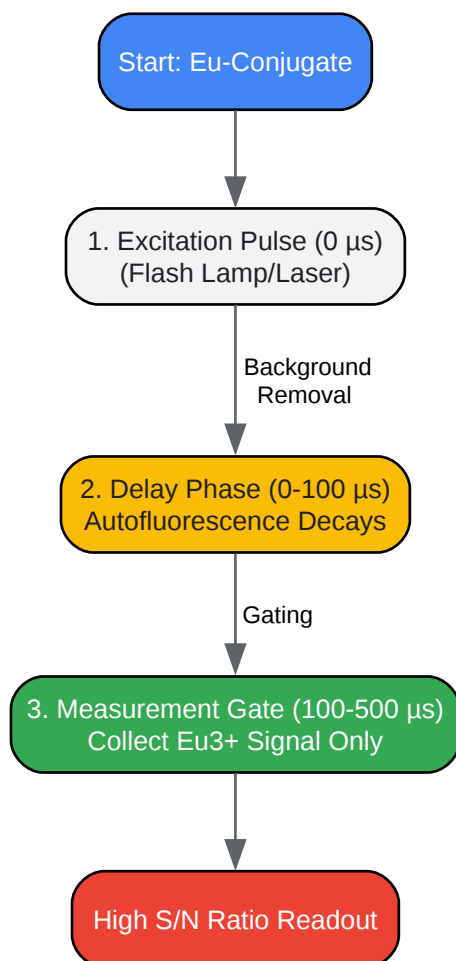 Start: Eu-Conjugate
1. Excitation Pulse (0 µs)
(Flash Lamp/Laser)
Background
Removal
2. Delay Phase (0-100 µs)
Autofluorescence Decays
Gating
3. Measurement Gate (100-500 µs)
Collect Eu3+ Signal Only
High S/N Ratio Readout